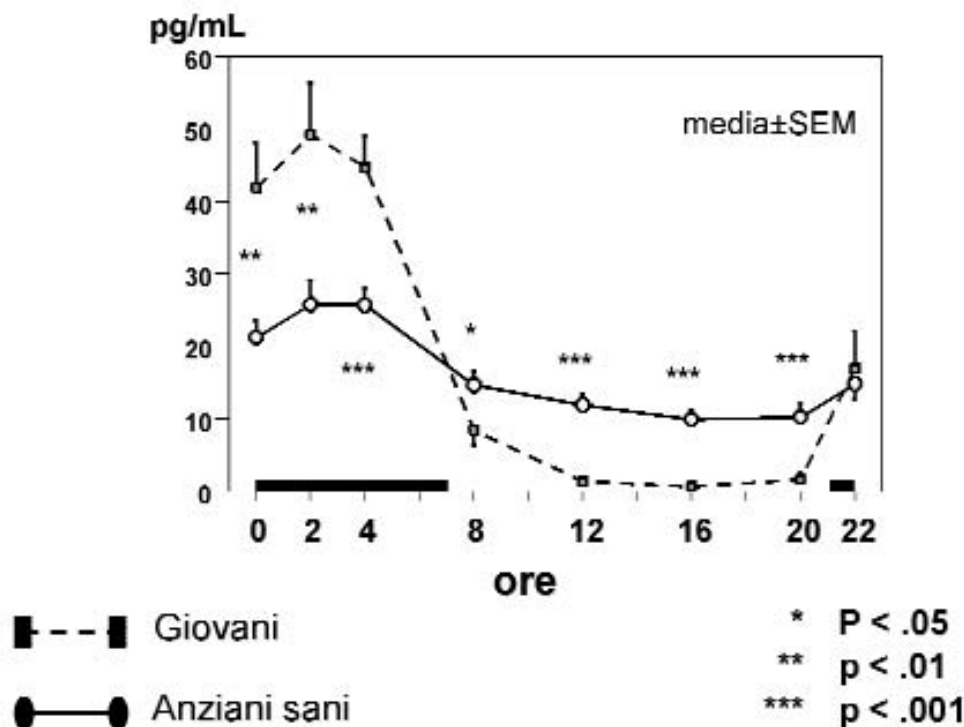 pg/mL
60
media±SEM
50
40
**
**
30
*
20
***
***
***
***
10
0
0 2 4 8 12 16 20 22
ore
Giovani
* P < .05
** p < .01
Anziani sani
*** p < .001